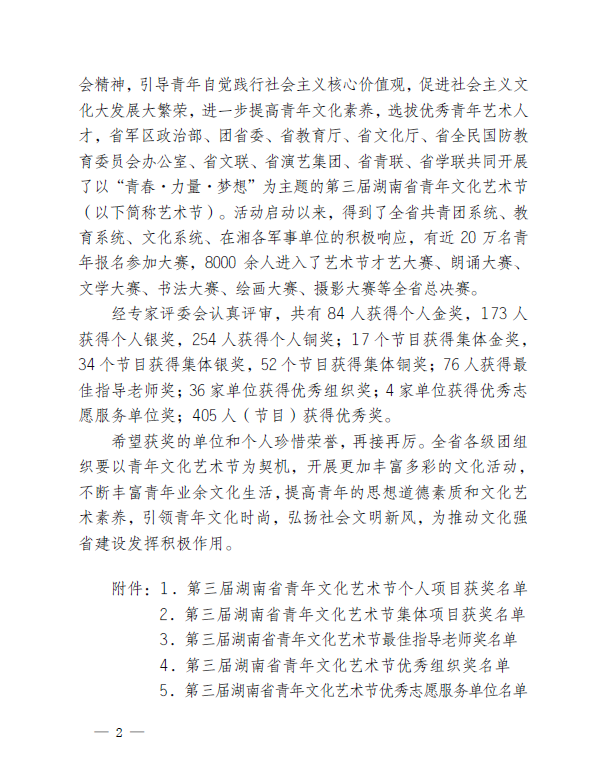 会精神，引导青年自觉践行社会主义核心价值观，促进社会主义文
化大发展大繁荣，进一步提高青年文化素养，选拔优秀青年艺术人
才，省军区政治部、团省委、省教育厅、省文化厅、省全民国防教
育委员会办公室、省文联、省演艺集团、省青联、省学联共同开展
了以“青春·力量·梦想”为主题的第三届湖南省青年文化艺术节
（以下简称艺术节）。活动启动以来，得到了全省共青团系统、教
育系统、文化系统、在湘各军事单位的积极响应，有近 20 万名青
年报名参加大赛，8000 余人进入了艺术节才艺大赛、朗诵大赛、
文学大赛、书法大赛、绘画大赛、摄影大赛等全省总决赛。
经专家评委会认真评审，共有 84 人获得个人金奖，173 人
获得个人银奖，254 人获得个人铜奖；17 个节目获得集体金奖，
34 个节目获得集体银奖，52 个节目获得集体铜奖；76 人获得最
佳指导老师奖；36 家单位获得优秀组织奖；4 家单位获得优秀志
愿服务单位奖；405 人（节目）获得优秀奖。
希望获奖的单位和个人珍惜荣誉，再接再厉。全省各级团组
织要以青年文化艺术节为契机，开展更加丰富多彩的文化活动，
不断丰富青年业余文化生活，提高青年的思想道德素质和文化艺
术素养，引领青年文化时尚，弘扬社会文明新风，为推动文化强
省建设发挥积极作用。
附件：1．第三届湖南省青年文化艺术节个人项目获奖名单
2．第三届湖南省青年文化艺术节集体项目获奖名单
3．第三届湖南省青年文化艺术节最佳指导老师奖名单
4．第三届湖南省青年文化艺术节优秀组织奖名单
5．第三届湖南省青年文化艺术节优秀志愿服务单位名单
— 2 —